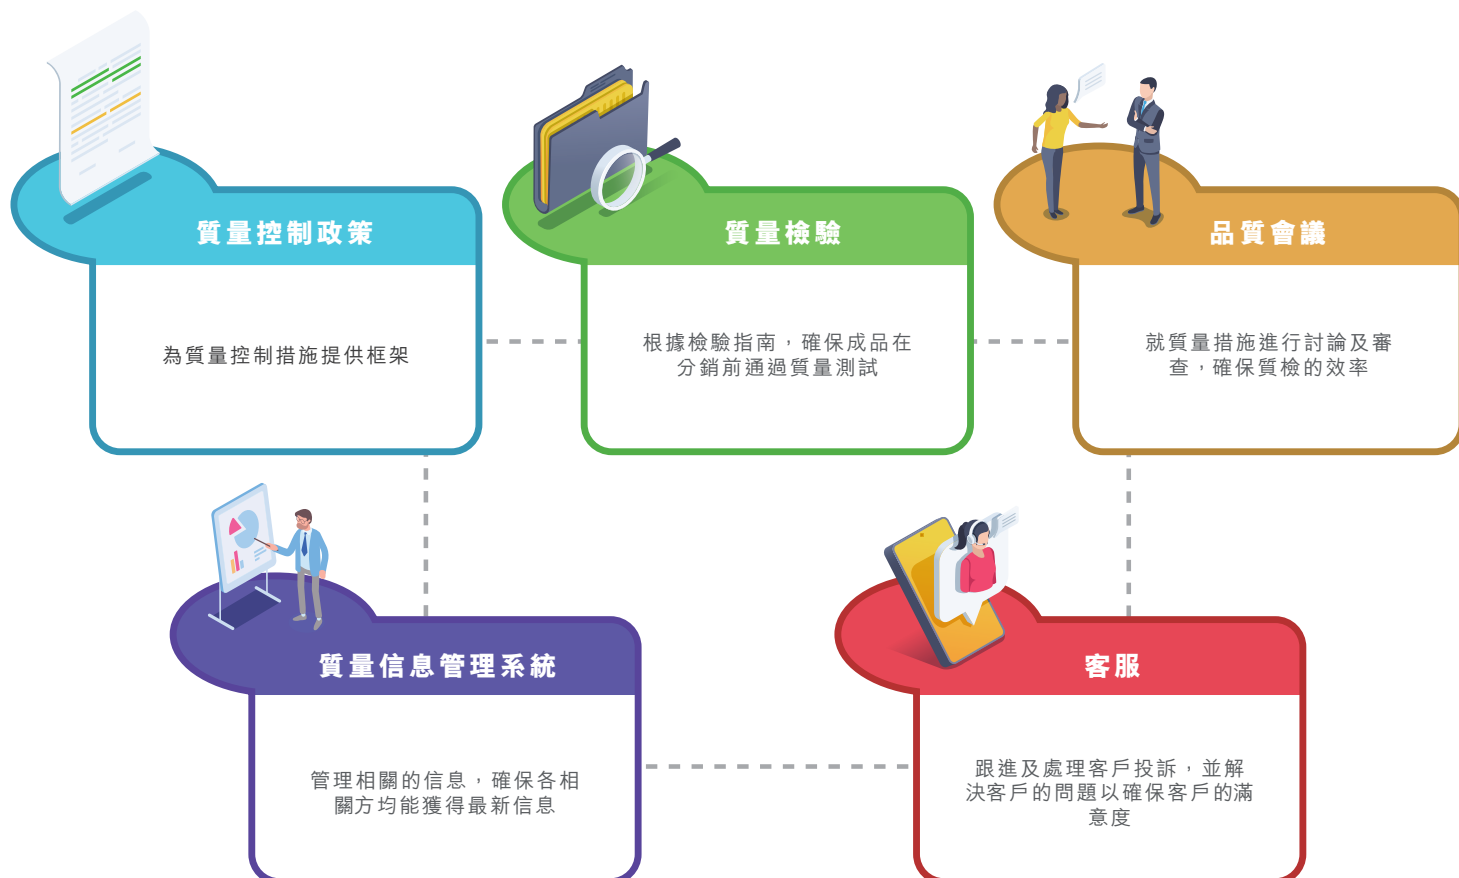 質量控制政策
為質量控制措施提供框架
質量檢驗
根據檢驗指南，確保成品在
分銷前通過質量測試
品質會議
就質量措施進行討論及審
查，確保質檢的效率
質量信息管理系統
管理相關的信息，確保各相
關方均能獲得最新信息
客服
跟進及處理客戶投訴，並解
決客戶的問題以確保客戶的滿
意度